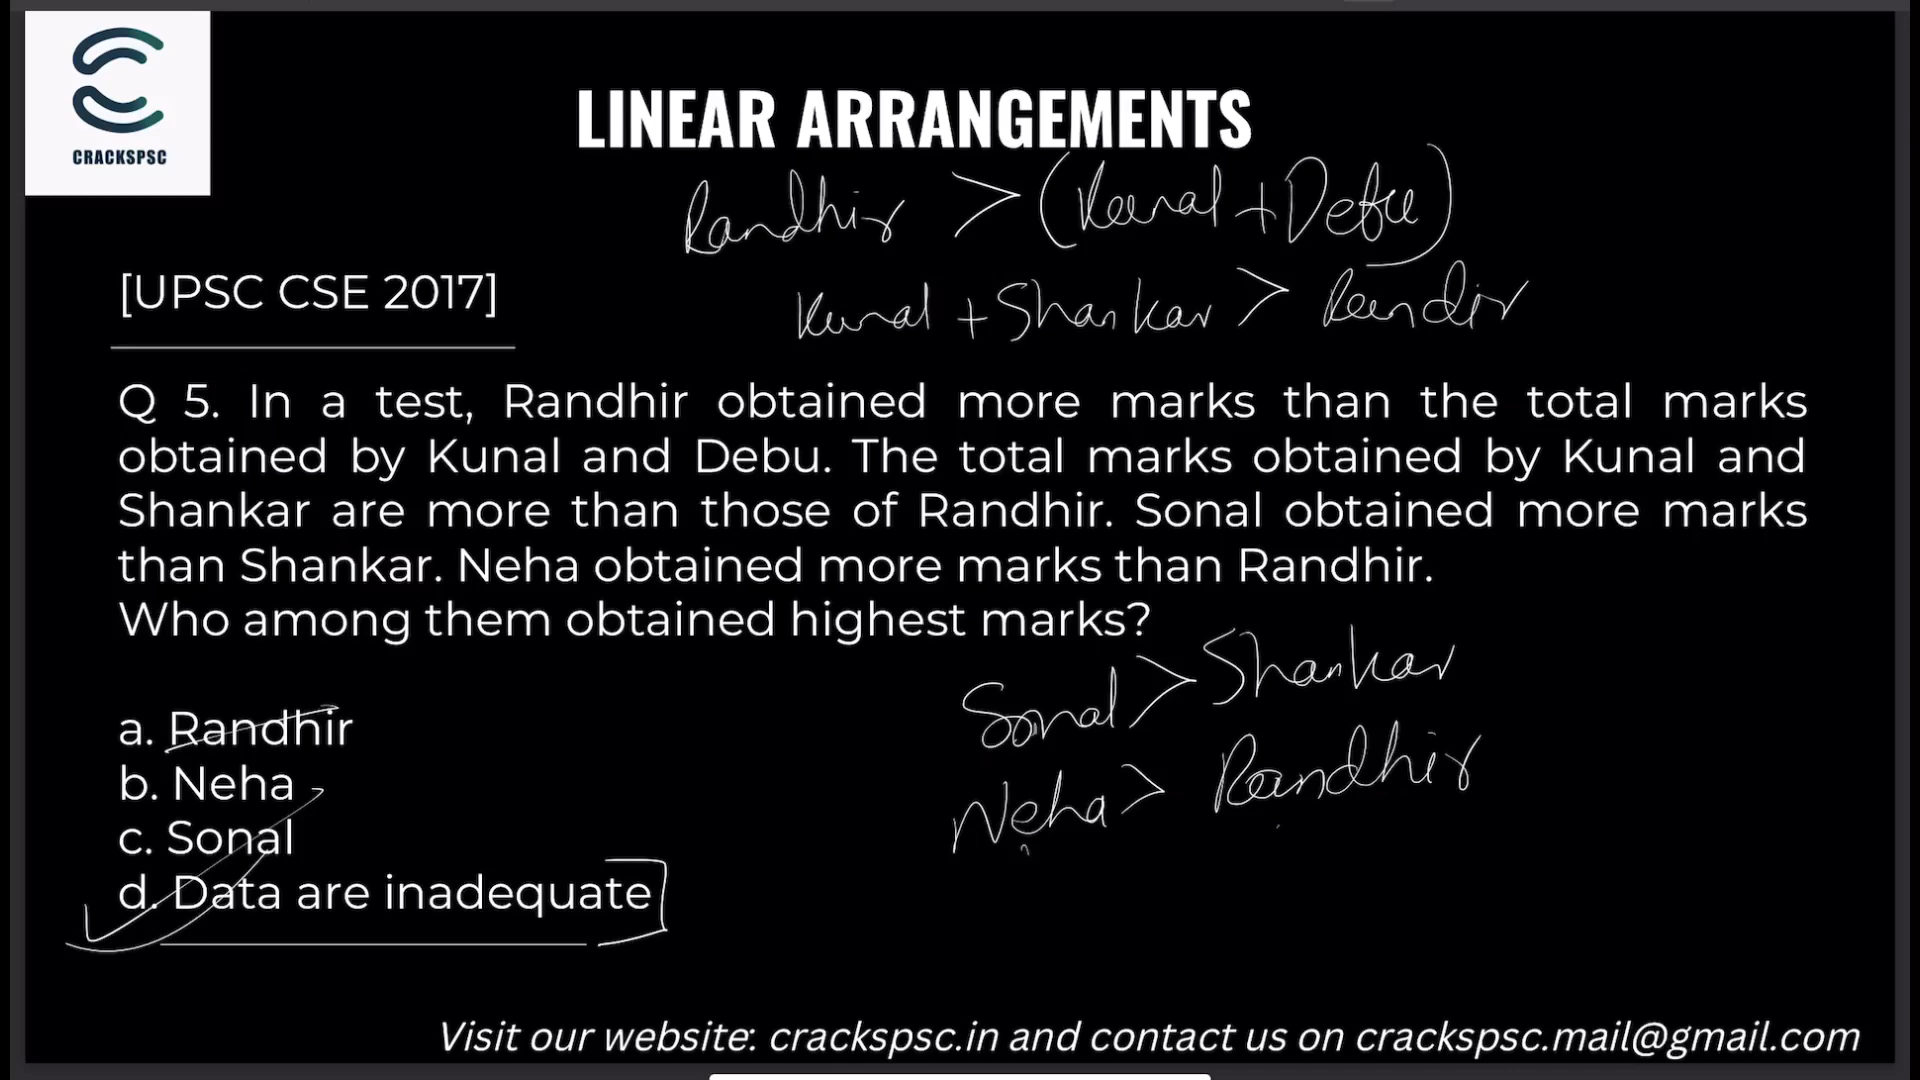 CRACKSPSC
LINEAR ARRANGEMENTS
Randhir > (Kunal + Debu)
[UPSC CSE 2017]
Kunal + Shankar > Randir
Q 5. In a test, Randhir obtained more marks than the total marks
obtained by Kunal and Debu. The total marks obtained by Kunal and
Shankar are more than those of Randhir. Sonal obtained more marks
than Shankar. Neha obtained more marks than Randhir.
Who among them obtained highest marks?
Sonal > Shankar
a. Randhir
Neha > Randhir
b. Neha
c. Sonal
d. Data are inadequate
Visit our website: crackspsc.in and contact us on crackspsc.mail@gmail.com